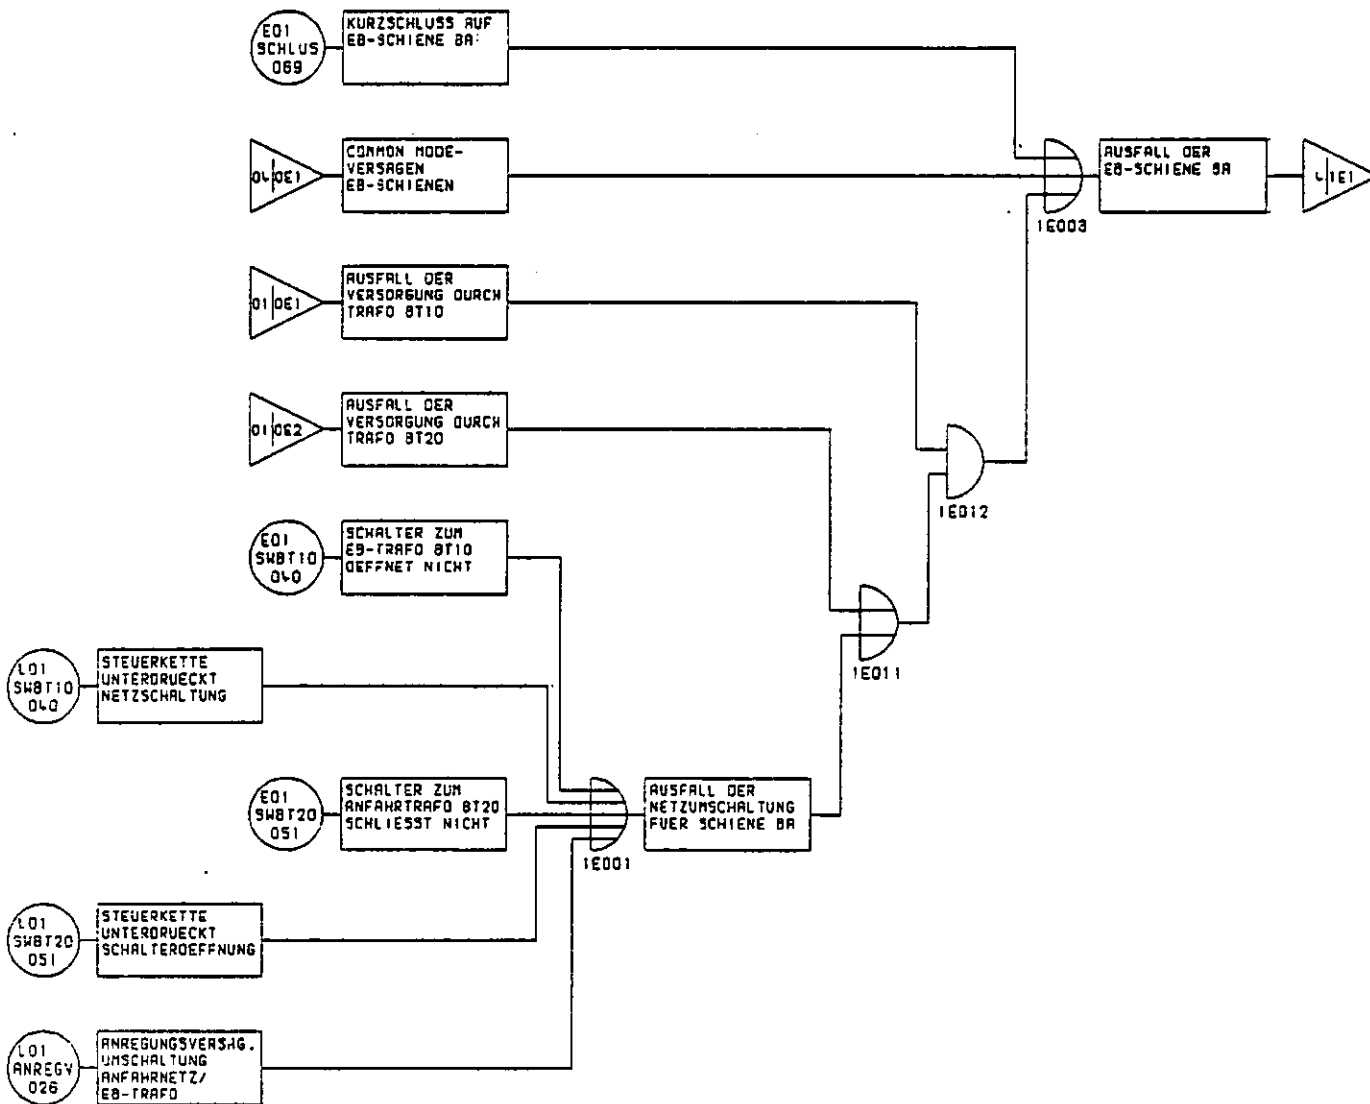 E01
SCHLUS
069
KURZSCHLUSS AUF
EB-SCHIENE BA
04|0E1
COMMON MODE-
VERSAGEN
EB-SCHIENEN
1E003
AUSFALL DER
EB-SCHIENE BA
4|1E1
01|0E1
AUSFALL DER
VERSORGUNG DURCH
TRAFO BT10
01|0E2
AUSFALL DER
VERSORGUNG DURCH
TRAFO BT20
1E012
E01
SWBT10
040
SCHALTER ZUM
EB-TRAFO BT10
OEFFNET NICHT
1E011
L01
SWBT10
040
STEUERKETTE
UNTERDRUECKT
NETZSCHALTUNG
E01
SWBT20
051
SCHALTER ZUM
ANFAHRTRAFO BT20
SCHLIESST NICHT
1E001
AUSFALL DER
NETZUMSCHALTUNG
FUER SCHIENE BA
L01
SWBT20
051
STEUERKETTE
UNTERDRUECKT
SCHALTEROEFFNUNG
L01
ANREGV
026
ANREGUNGSVERSAG.
UMSCHALTUNG
ANFAHRNETZ/
EB-TRAFO